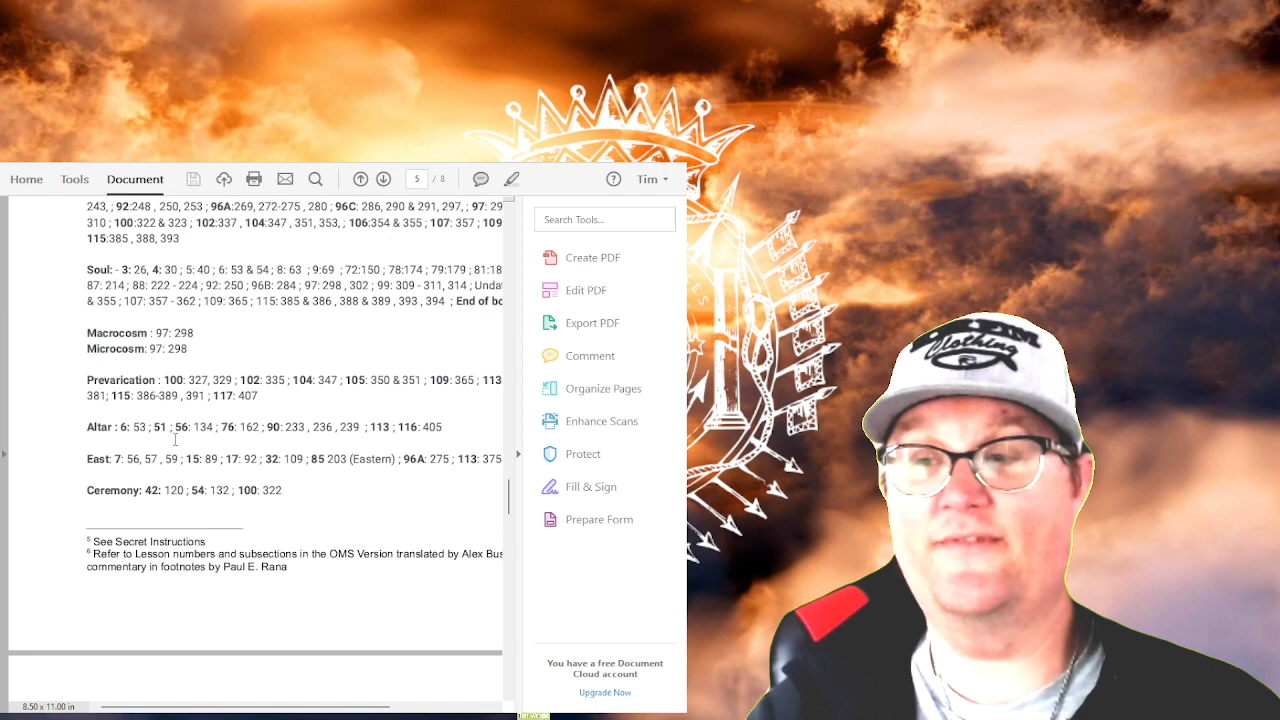 Home Tools Document 5 / 8 Tim
243, ; 92:248 , 250, 253 ; 96A:269, 272-275 , 280 ; 96C: 286, 290 & 291, 297, ; 97: 29
310 ; 100:322 & 323 ; 102:337 , 104:347 , 351, 353, ; 106:354 & 355 ; 107: 357 ; 109
115:385 , 388, 393
Soul: - 3: 26, 4: 30 ; 5: 40 ; 6: 53 & 54 ; 8: 63 ; 9:69 ; 72:150 ; 78:174 ; 79:179 ; 81:18
87: 214 ; 88: 222 - 224 ; 92: 250 ; 96B: 284 ; 97: 298 , 302 ; 99: 309 - 311, 314 ; Unda
& 355 ; 107: 357 - 362 ; 109: 365 ; 115: 385 & 386 , 388 & 389 , 393 , 394 ; End of bo
Macrocosm : 97: 298
Microcosm: 97: 298
Prevarication : 100: 327, 329 ; 102: 335 ; 104: 347 ; 105: 350 & 351 ; 109: 365 ; 113
381; 115: 386-389 , 391 ; 117: 407
Altar : 6: 53 ; 51 ; 56: 134 ; 76: 162 ; 90: 233 , 236 , 239 ; 113 ; 116: 405
East: 7: 56, 57 , 59 ; 15: 89 ; 17: 92 ; 32: 109 ; 85 203 (Eastern) ; 96A: 275 ; 113: 375
Ceremony: 42: 120 ; 54: 132 ; 100: 322
5 See Secret Instructions
6 Refer to Lesson numbers and subsections in the OMS Version translated by Alex Bus
commentary in footnotes by Paul E. Rana
8.50 x 11.00 in
Search Tools...
Create PDF
Edit PDF
Export PDF
Comment
Organize Pages
Enhance Scans
Protect
Fill & Sign
Prepare Form
You have a free Document
Cloud account
Upgrade Now
Clothing